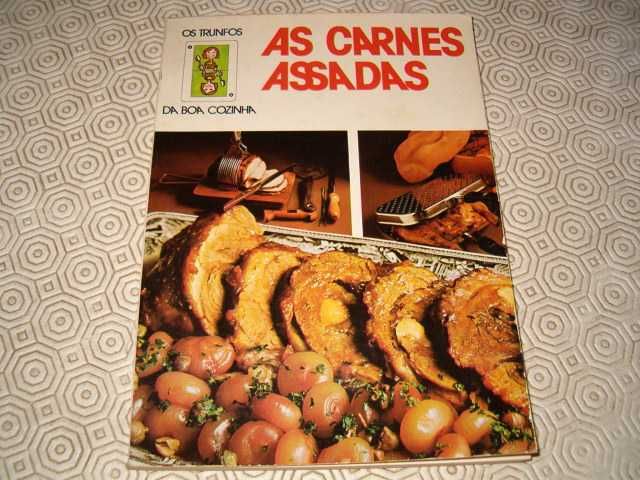 OS TRUNFOS
DA BOA COZINHA
AS CARNES
ASSADAS